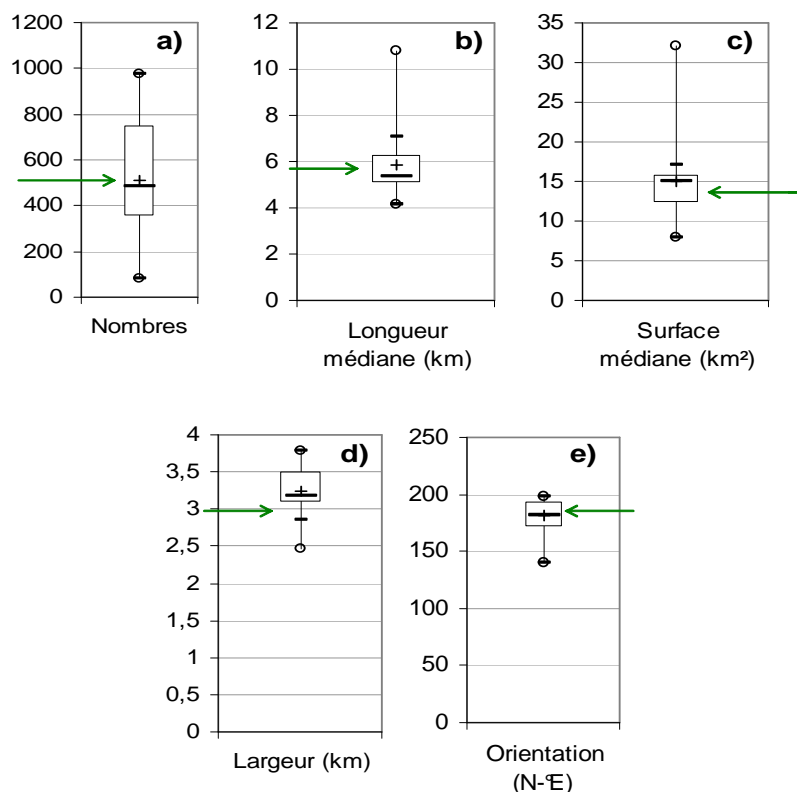 a)
1200
1000
800
600
400
200
0
Nombres
b)
12
10
8
6
4
2
0
Longueur
médiane (km)
c)
35
30
25
20
15
10
5
0
Surface
médiane (km²)
d)
4
3,5
3
2,5
2
1,5
1
0,5
0
Largeur (km)
e)
250
200
150
100
50
0
Orientation
(N-°E)